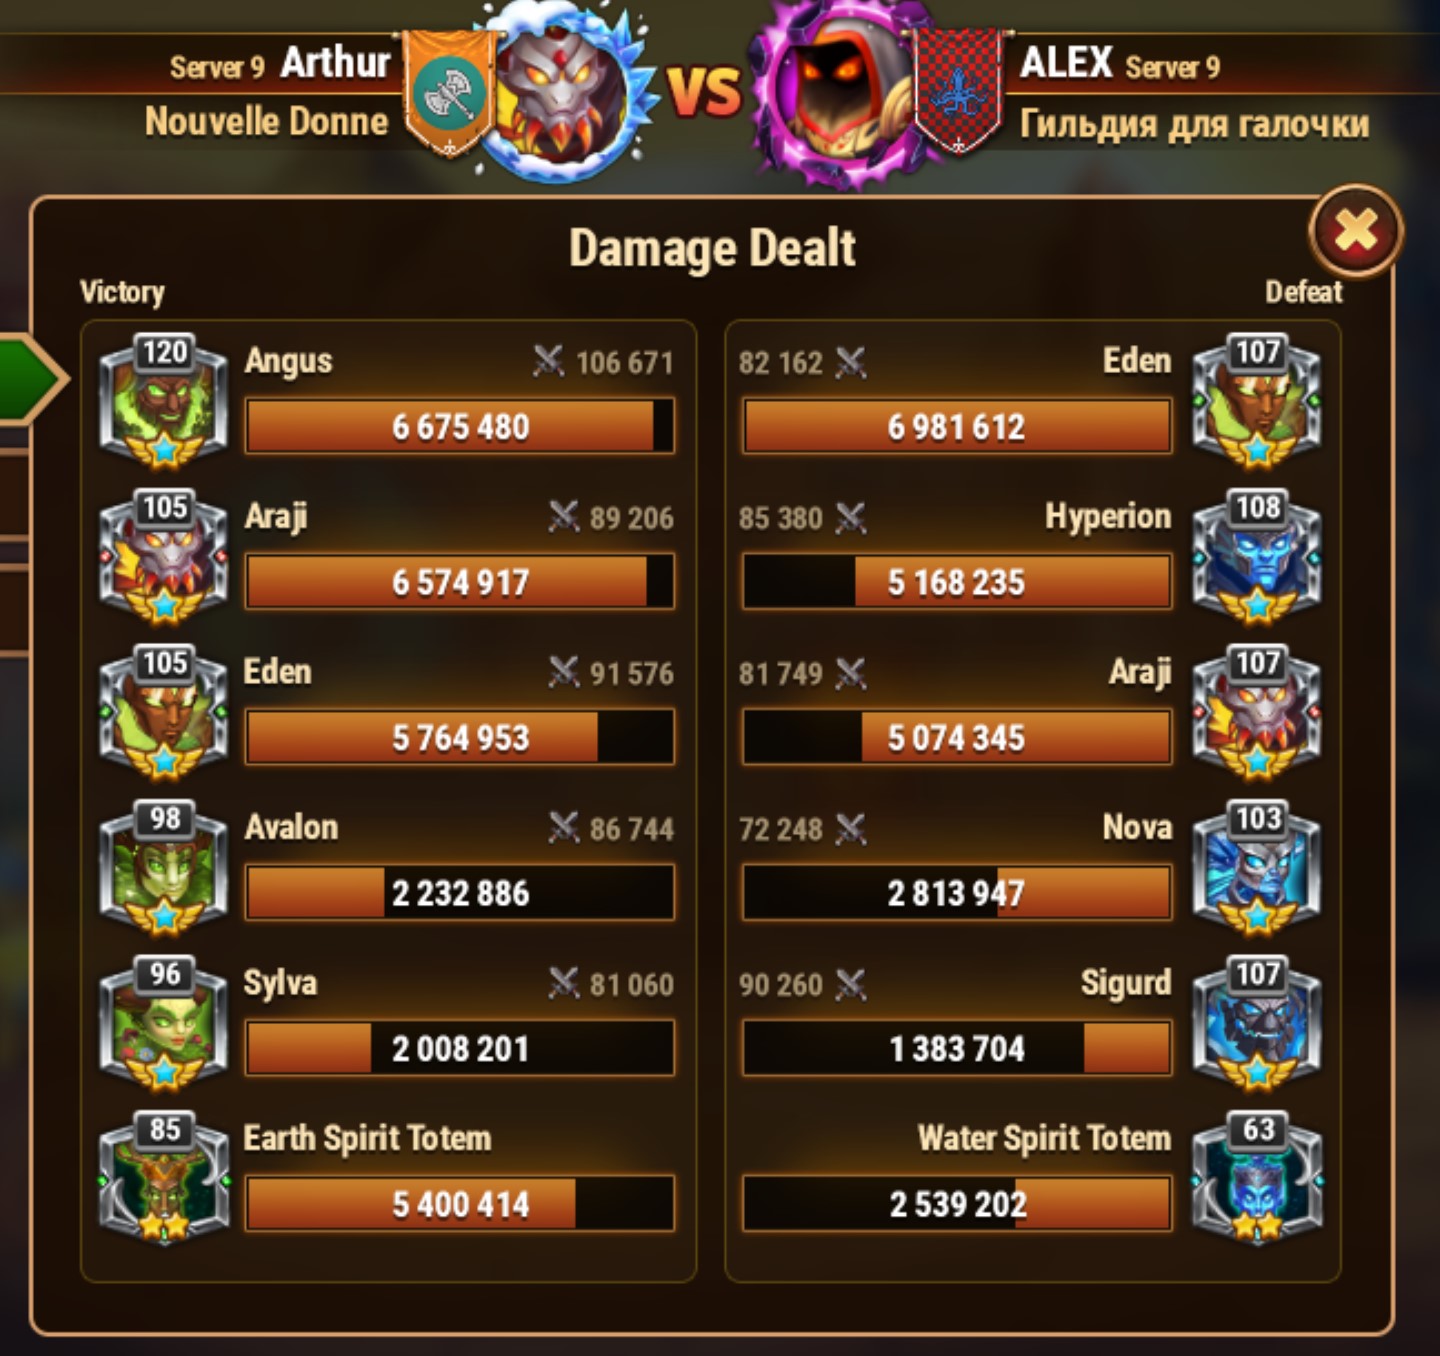 Server 9 Arthur VS ALEX Server 9
Nouvelle Donne Гильдия для галочки
Damage Dealt
Victory Defeat
120 Angus 106 671 82 162 Eden 107
6 675 480 6 981 612
105 Araji 89 206 85 380 Hyperion 108
6 574 917 5 168 235
105 Eden 91 576 81 749 Araji 107
5 764 953 5 074 345
98 Avalon 86 744 72 248 Nova 103
2 232 886 2 813 947
96 Sylva 81 060 90 260 Sigurd 107
2 008 201 1 383 704
85 Earth Spirit Totem Water Spirit Totem 63
5 400 414 2 539 202